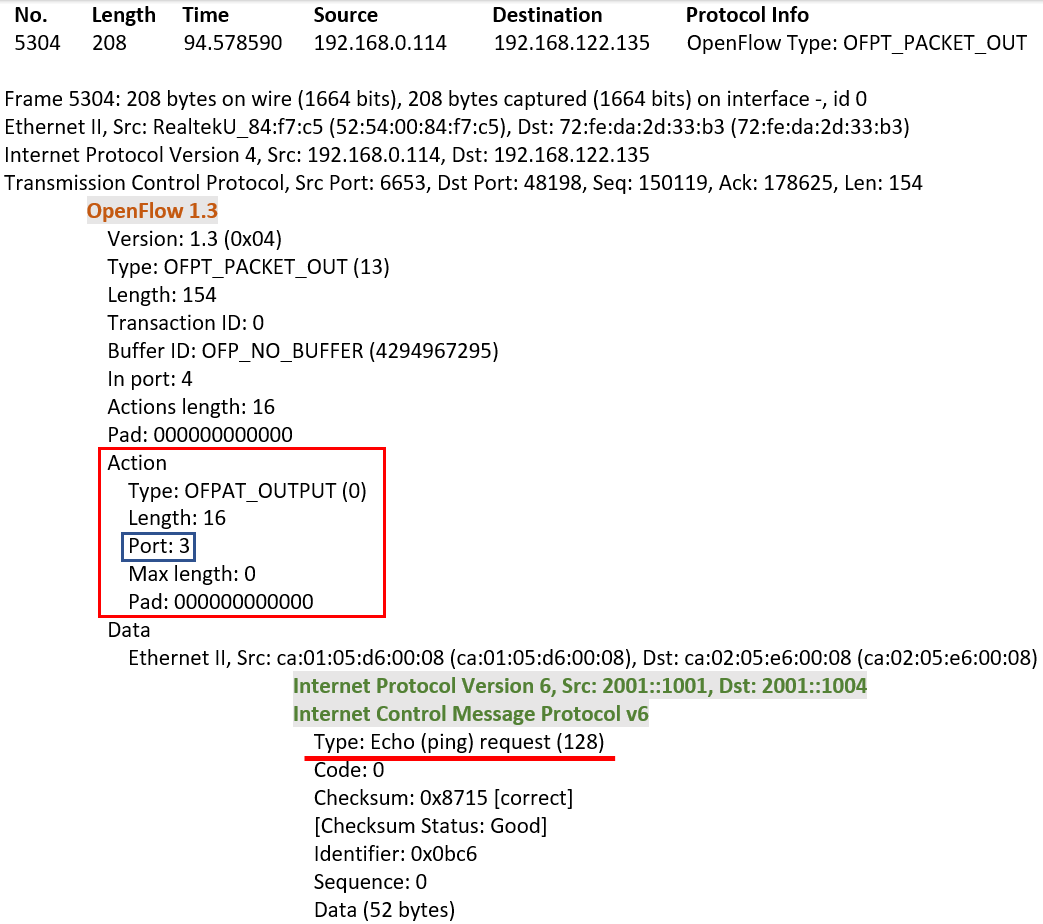 No. Length Time Source Destination Protocol Info
5304 208 94.578590 192.168.0.114 192.168.122.135 OpenFlow Type: OFPT_PACKET_OUT
Frame 5304: 208 bytes on wire (1664 bits), 208 bytes captured (1664 bits) on interface -, id 0
Ethernet II, Src: RealtekU_84:f7:c5 (52:54:00:84:f7:c5), Dst: 72:fe:da:2d:33:b3 (72:fe:da:2d:33:b3)
Internet Protocol Version 4, Src: 192.168.0.114, Dst: 192.168.122.135
Transmission Control Protocol, Src Port: 6653, Dst Port: 48198, Seq: 150119, Ack: 178625, Len: 154
OpenFlow 1.3
Version: 1.3 (0x04)
Type: OFPT_PACKET_OUT (13)
Length: 154
Transaction ID: 0
Buffer ID: OFP_NO_BUFFER (4294967295)
In port: 4
Actions length: 16
Pad: 000000000000
Action
Type: OFPAT_OUTPUT (0)
Length: 16
Port: 3
Max length: 0
Pad: 000000000000
Data
Ethernet II, Src: ca:01:05:d6:00:08 (ca:01:05:d6:00:08), Dst: ca:02:05:e6:00:08 (ca:02:05:e6:00:08)
Internet Protocol Version 6, Src: 2001::1001, Dst: 2001::1004
Internet Control Message Protocol v6
Type: Echo (ping) request (128)
Code: 0
Checksum: 0x8715 [correct]
[Checksum Status: Good]
Identifier: 0x0bc6
Sequence: 0
Data (52 bytes)